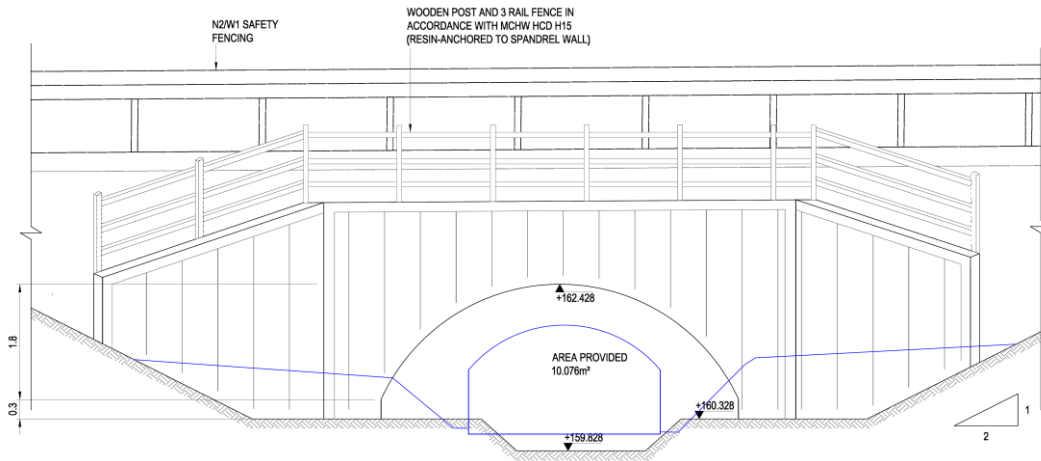 WOODEN POST AND 3 RAIL FENCE IN
ACCORDANCE WITH MCHW HCD H15
(RESIN-ANCHORED TO SPANDREL WALL)
N2/W1 SAFETY
FENCING
+162.428
1.8
AREA PROVIDED
10.076m²
0.3
+160.328
1
2
+159.828